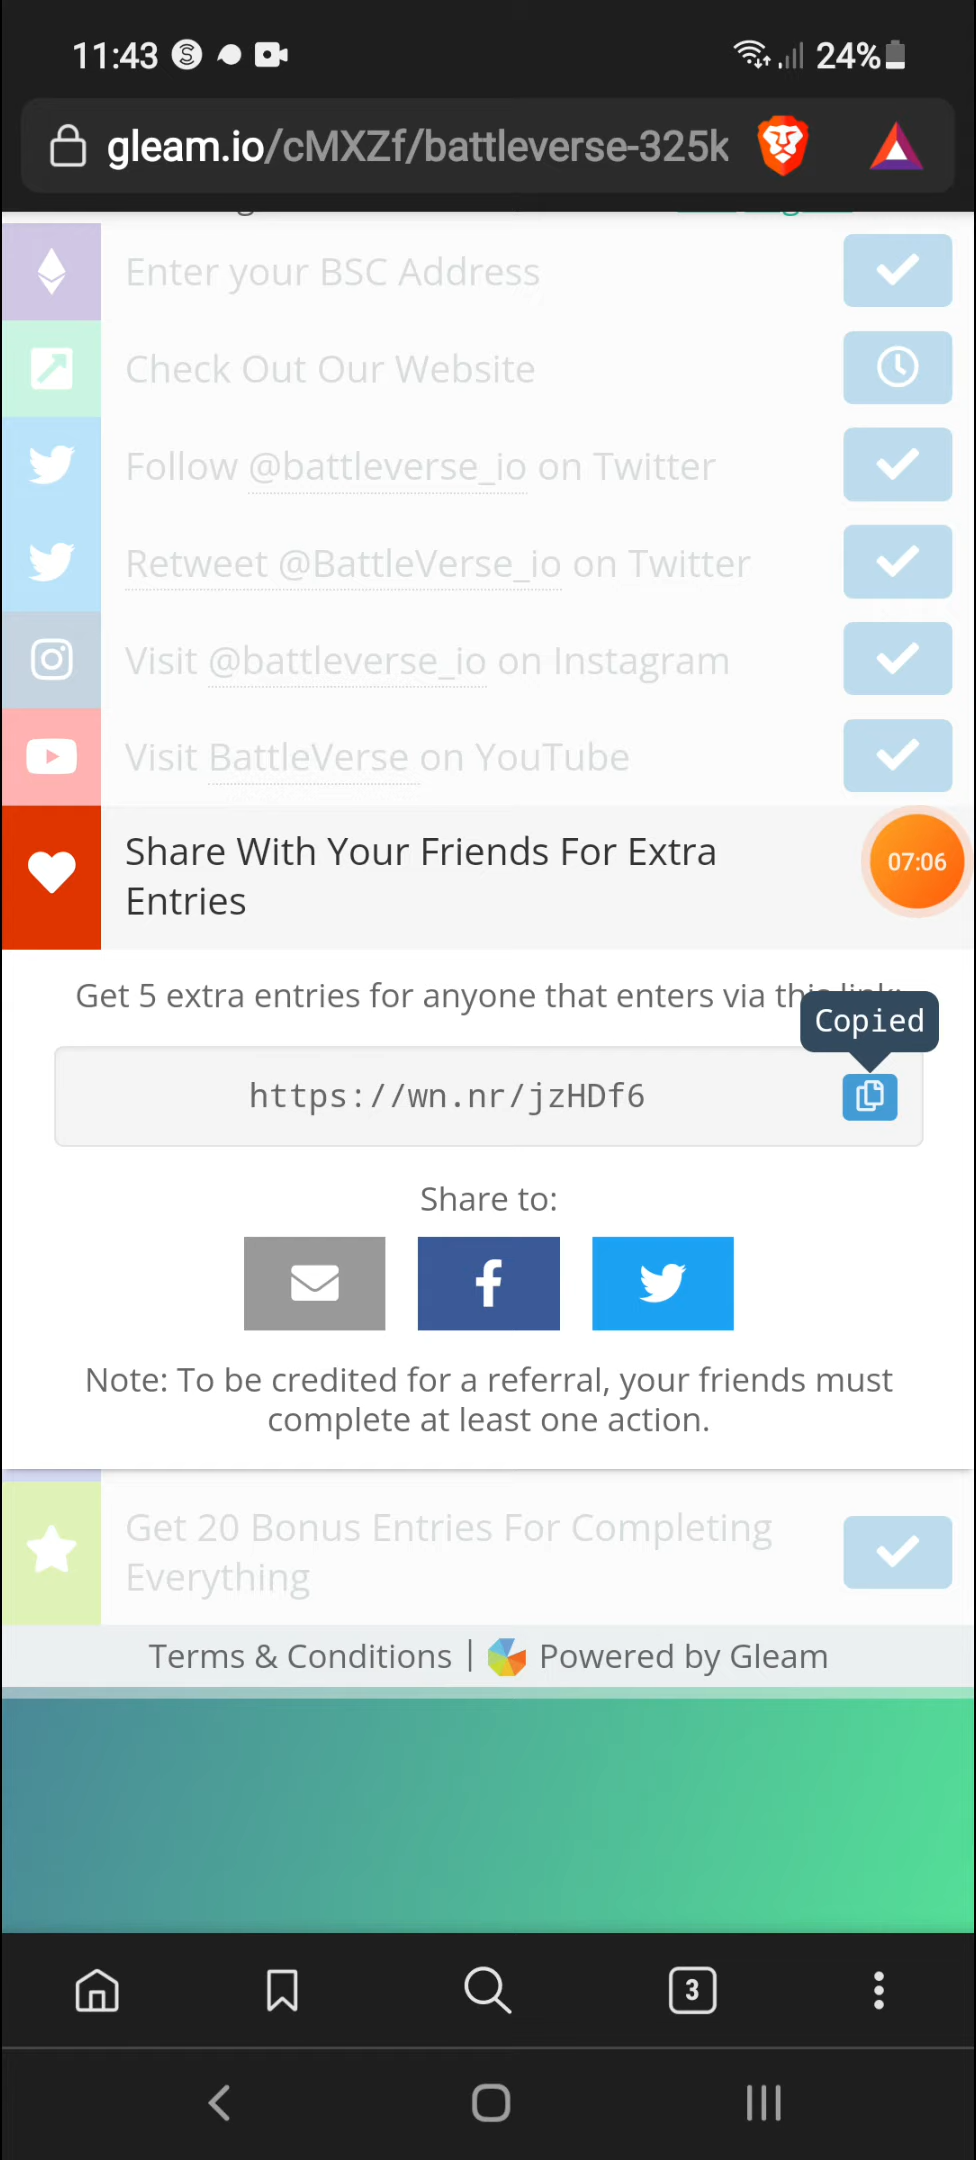 11:43
24%
gleam.io/cMXZf/battleverse-325k
Enter your BSC Address
Check Out Our Website
Follow @battleverse_io on Twitter
Retweet @BattleVerse_io on Twitter
Visit @battleverse_io on Instagram
Visit BattleVerse on YouTube
Share With Your Friends For Extra
Entries
07:06
Get 5 extra entries for anyone that enters via this link:
Copied
https://wn.nr/jzHDf6
Share to:
Note: To be credited for a referral, your friends must
complete at least one action.
Get 20 Bonus Entries For Completing
Everything
Terms & Conditions | Powered by Gleam
3